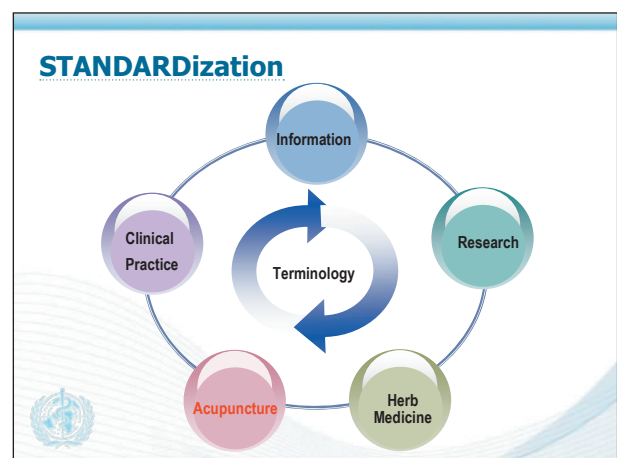 STANDARDization
Information
Clinical
Practice
Research
Terminology
Acupuncture
Herb
Medicine